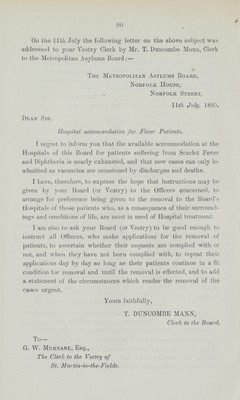 90
On the 11th July the following letter on the above subject was
addressed to your Vestry Clerk by Mr. T. Duncombe Mann, Clerk
to the Metropolitan Asylums Board:—
The Metropolitan Asylums Board,
Norfolk House,
Norfolk Street,
11th July, 1895.
Dear Sir,
Hospital accommodation for Fever Patients.
I regret to inform you that the available accommodation at the
Hospitals of this Board for patients suffering from Scarlet Fever
and Diphtheria is nearly exhausted, and that new cases can only be
admitted as vacancies are occasioned by discharges and deaths.
I have, therefore, to express the hope that instructions may be
given by your Board (or Vestry) to the Officers concerned, to
arrange for preference being given to the removal to the Board's
Hospitals of those patients who, as a consequence of their surround-
ings and conditions of life, are most in need of Hospital treatment.
I am also to ask your Board (or Vestry) to be good enough to
instruct all Officers, who make applications for the removal of
patients, to ascertain whether their requests are complied with or
not, and when they have not been complied with, to repeat their
applications day by day so long as their patients continue in a fit
condition for removal and until the removal is effected, and to add
a statement of the circumstances which render the removal of the
cases urgent.
Yours faithfully,
T. DUNCOMBE MANN,
Clerk to the Board.
To—
G. W. Murnane, Esq.,
The Clerk to the Vestry of
St. Martin-in-the-Fields.